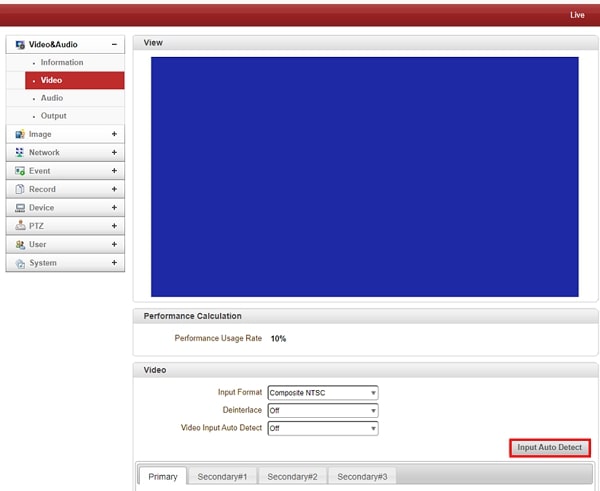 Live
Video&Audio
Information
Video
Audio
Output
Image
Network
Event
Record
Device
PTZ
User
System
View
Performance Calculation
Performance Usage Rate 10%
Video
Input Format Composite NTSC
Deinterlace Off
Video Input Auto Detect Off
Input Auto Detect
Primary Secondary#1 Secondary#2 Secondary#3